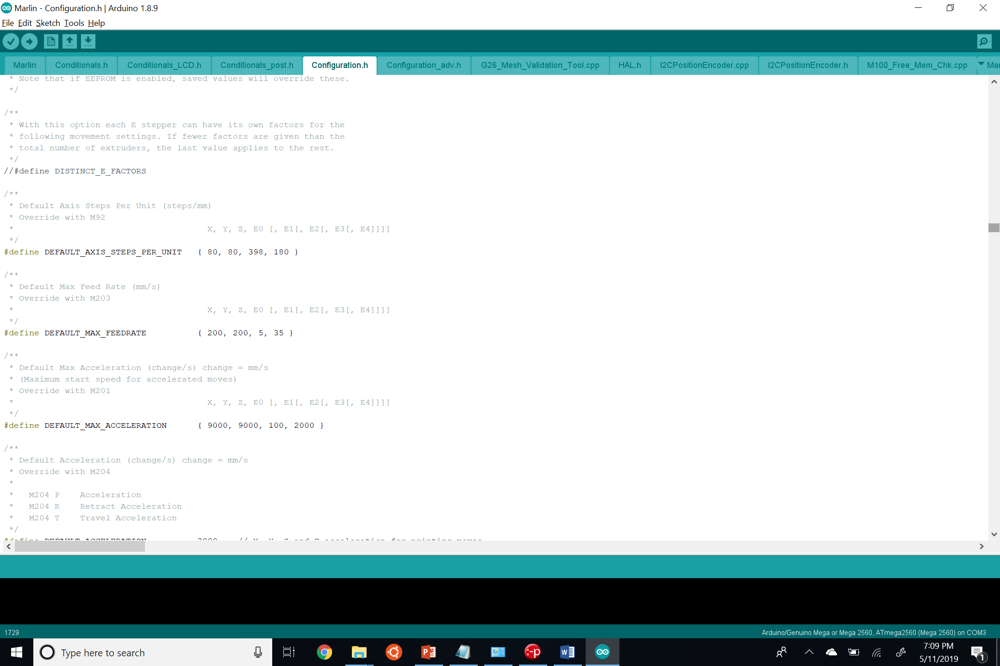 Marlin - Configuration.h | Arduino 1.8.9
File Edit Sketch Tools Help
Marlin Conditionals.h Conditionals_LCD.h Conditionals_post.h Configuration.h Configuration_adv.h G26_Mesh_Validation_Tool.cpp HAL.h I2CPositionEncoder.cpp I2CPositionEncoder.h M100_Free_Mem_Chk.cpp Mar
* Note that if EEPROM is enabled, saved values will override these.
*/
/**
* With this option each E stepper can have its own factors for the
* following movement settings. If fewer factors are given than the
* total number of extruders, the last value applies to the rest.
*/
//#define DISTINCT_E_FACTORS
/**
* Default Axis Steps Per Unit (steps/mm)
* Override with M92
* X, Y, Z, E0 [, E1[, E2[, E3[, E4]]]]
*/
#define DEFAULT_AXIS_STEPS_PER_UNIT { 80, 80, 398, 180 }
/**
* Default Max Feed Rate (mm/s)
* Override with M203
* X, Y, Z, E0 [, E1[, E2[, E3[, E4]]]]
*/
#define DEFAULT_MAX_FEEDRATE { 200, 200, 5, 35 }
/**
* Default Max Acceleration (change/s) change = mm/s
* (Maximum start speed for accelerated moves)
* Override with M201
* X, Y, Z, E0 [, E1[, E2[, E3[, E4]]]]
*/
#define DEFAULT_MAX_ACCELERATION { 9000, 9000, 100, 2000 }
/**
* Default Acceleration (change/s) change = mm/s
* Override with M204
*
* M204 P Acceleration
* M204 R Retract Acceleration
* M204 T Travel Acceleration
*/
#define DEFAULT_ACCELERATION 2000 // X, Y, Z and E acceleration for printing moves
1729
Arduino/Genuino Mega or Mega 2560, ATmega2560 (Mega 2560) on COM3
Type here to search
7:09 PM
5/11/2019
1